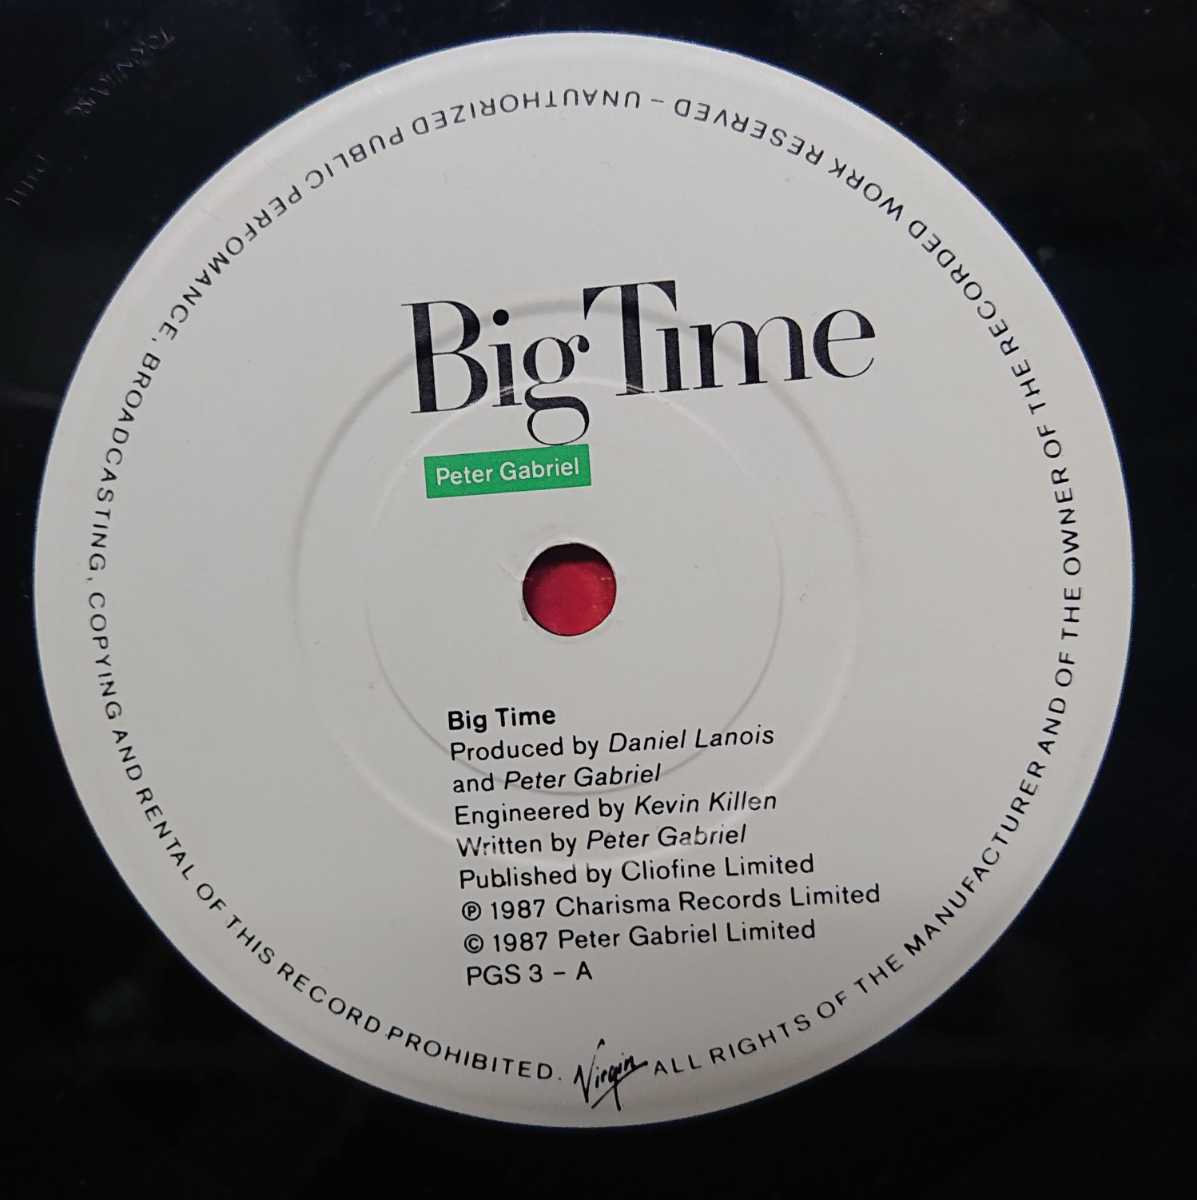 Big Time
Peter Gabriel
Big Time
Produced by Daniel Lanois
and Peter Gabriel
Engineered by Kevin Killen
Written by Peter Gabriel
Published by Cliofine Limited
℗ 1987 Charisma Records Limited
© 1987 Peter Gabriel Limited
PGS 3 – A
Virgin
ALL RIGHTS OF THE MANUFACTURER AND OF THE OWNER OF THE RECORDED WORK RESERVED – UNAUTHORIZED PUBLIC PERFOMANCE, BROADCASTING, COPYING AND RENTAL OF THIS RECORD PROHIBITED.